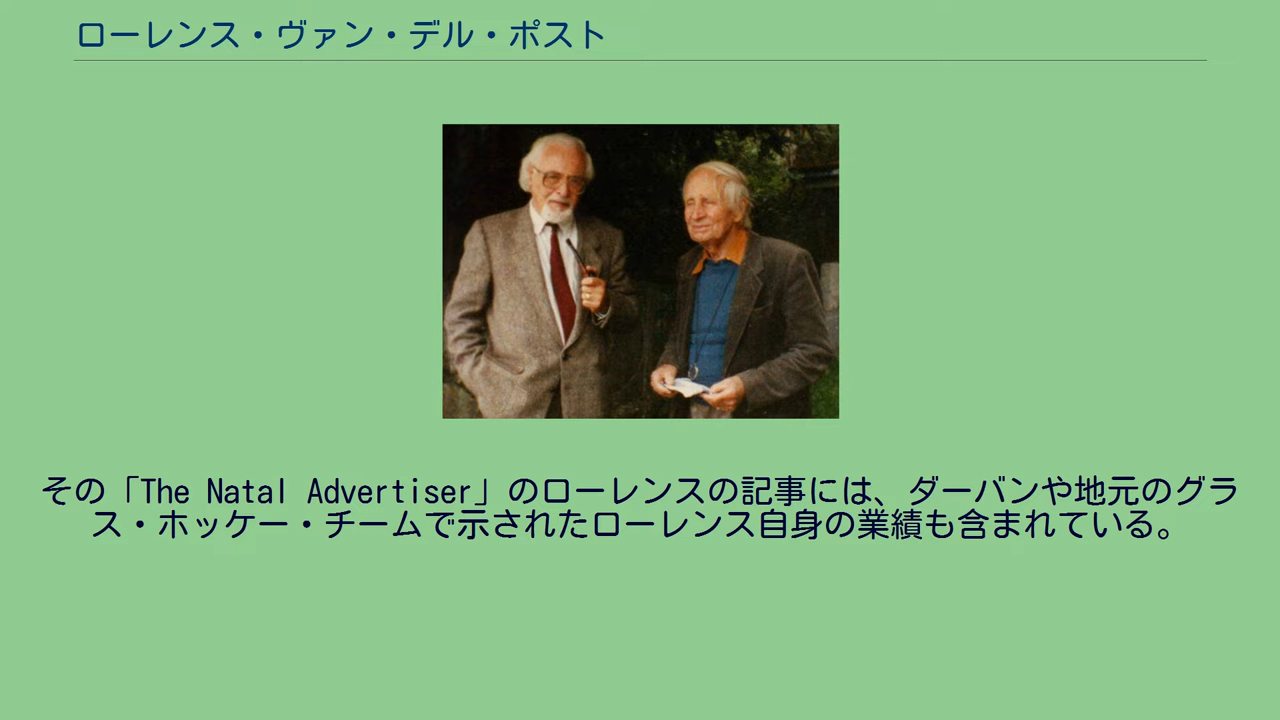 ローレンス・ヴァン・デル・ポスト
その「The Natal Advertiser」のローレンスの記事には、ダーバンや地元のグラ
ス・ホッケー・チームで示されたローレンス自身の業績も含まれている。